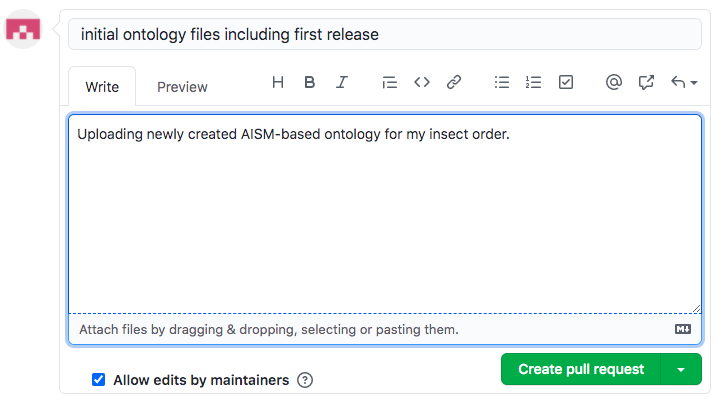 initial ontology files including first release
Write Preview H B I @
Uploading newly created AISM-based ontology for my insect order.
Attach files by dragging & dropping, selecting or pasting them.
Allow edits by maintainers ?
Create pull request